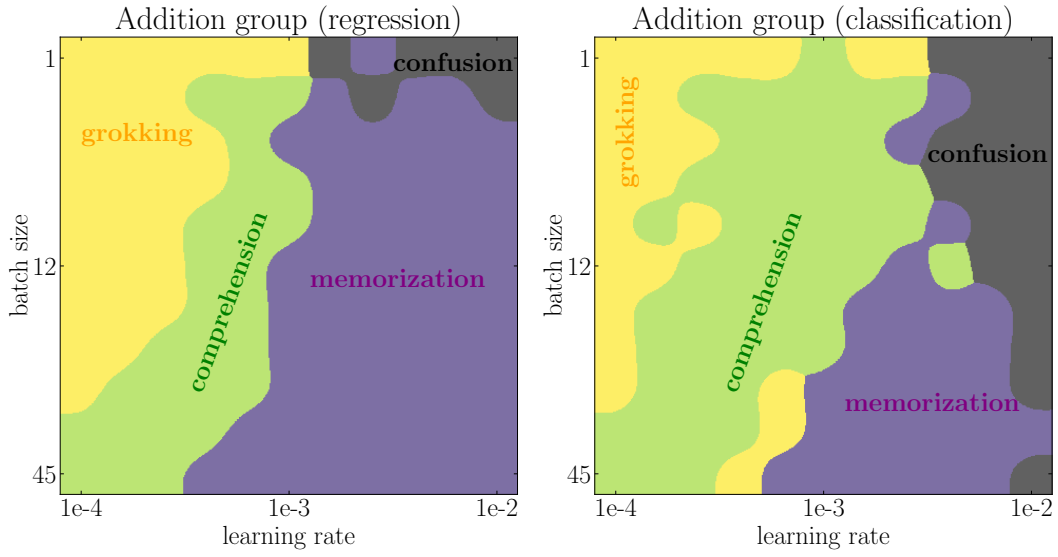 Addition group (regression)
1
12
45
batch size
grokking
comprehension
confusion
memorization
1e-4
1e-3
1e-2
learning rate
Addition group (classification)
1
12
45
batch size
grokking
comprehension
confusion
memorization
1e-4
1e-3
1e-2
learning rate